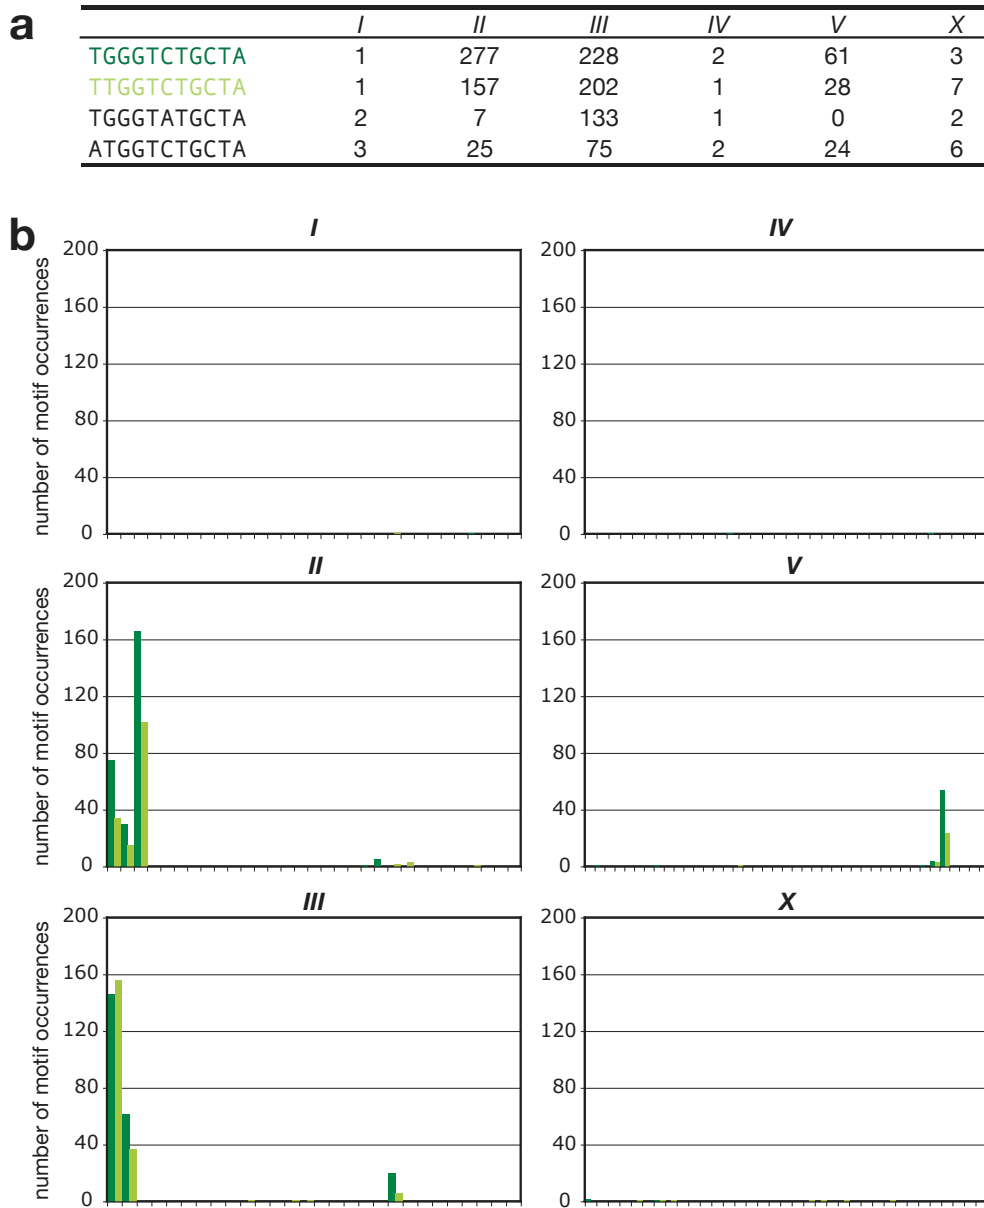 a
I II III IV V X
TGGGTCTGCTA 1 277 228 2 61 3
TTGGTCTGCTA 1 157 202 1 28 7
TGGGTATGCTA 2 7 133 1 0 2
ATGGTCTGCTA 3 25 75 2 24 6
b
I
number of motif occurrences
200
160
120
80
40
0
IV
200
160
120
80
40
0
II
number of motif occurrences
200
160
120
80
40
0
V
200
160
120
80
40
0
III
number of motif occurrences
200
160
120
80
40
0
X
200
160
120
80
40
0